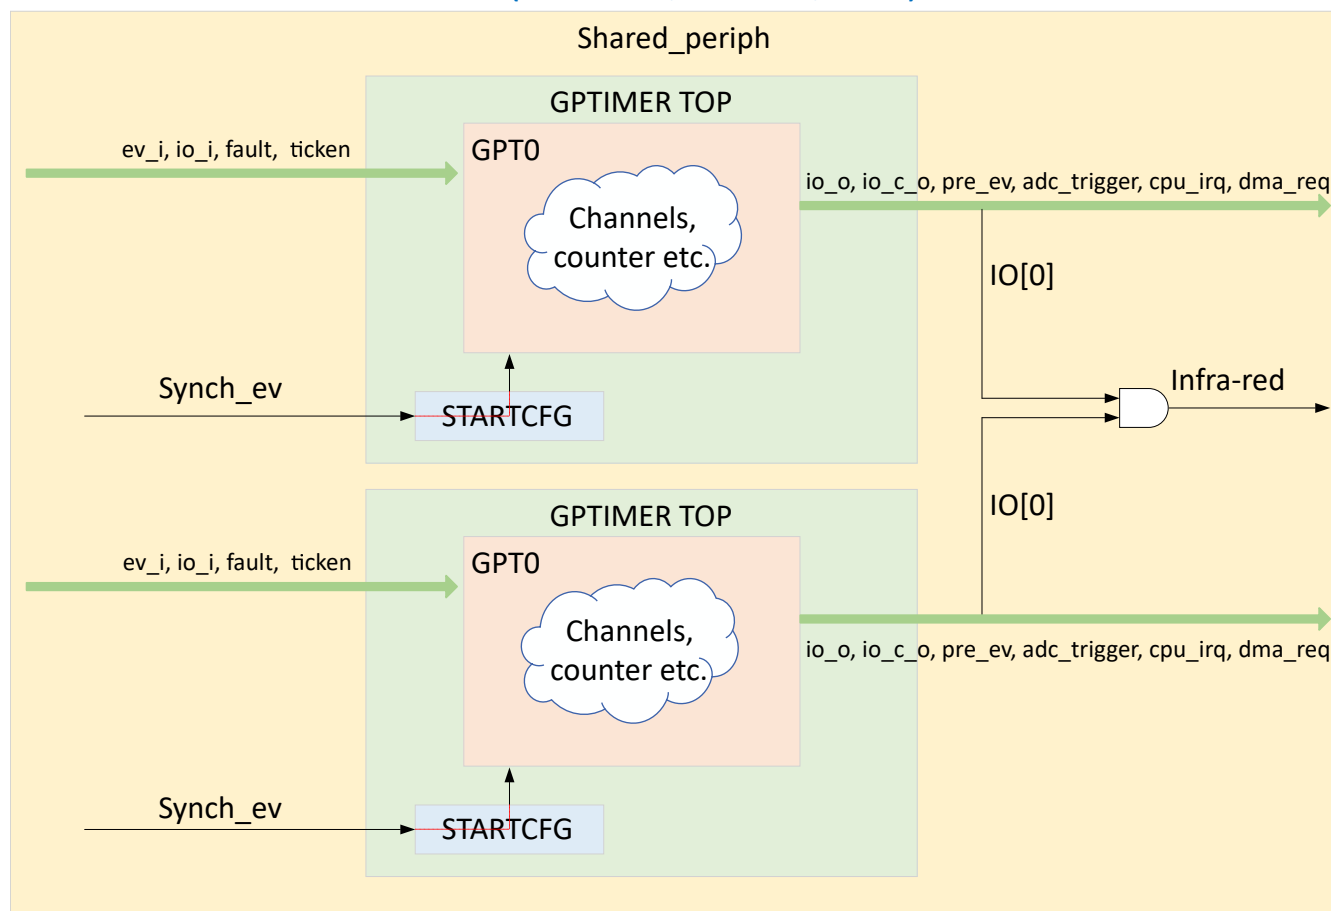 Shared_periph
GPTIMER TOP
ev_i, io_i, fault, ticken
GPT0
io_o, io_c_o, pre_ev, adc_trigger, cpu_irq, dma_req
Channels,
counter etc.
IO[0]
Synch_ev
STARTCFG
Infra-red
IO[0]
GPTIMER TOP
ev_i, io_i, fault, ticken
GPT0
Channels,
counter etc.
io_o, io_c_o, pre_ev, adc_trigger, cpu_irq, dma_req
Synch_ev
STARTCFG